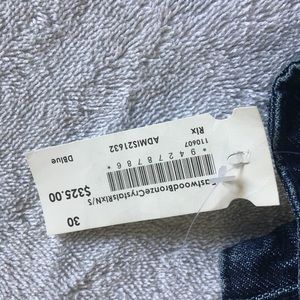 Rix
110607
ADMIS21632
DBlue
*94278786*
astwoodBronzeCrystalsRixN/S
$325.00
30